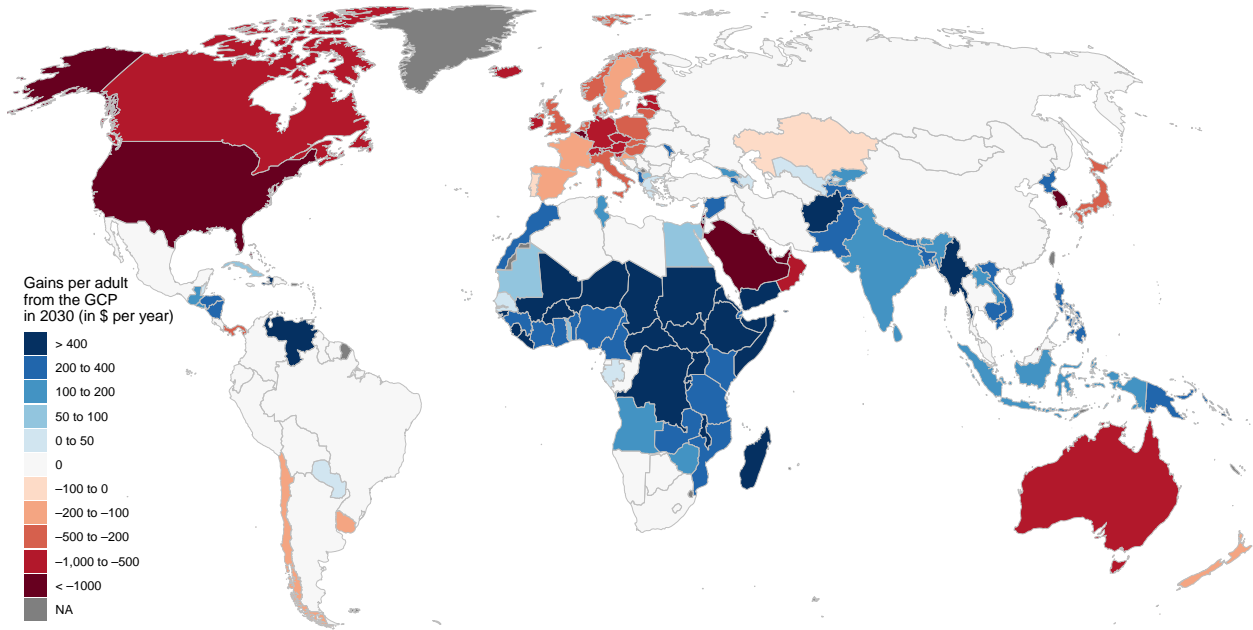 Gains per adult
from the GCP
in 2030 (in $ per year)
> 400
200 to 400
100 to 200
50 to 100
0 to 50
0
–100 to 0
–200 to –100
–500 to –200
–1,000 to –500
< –1000
NA